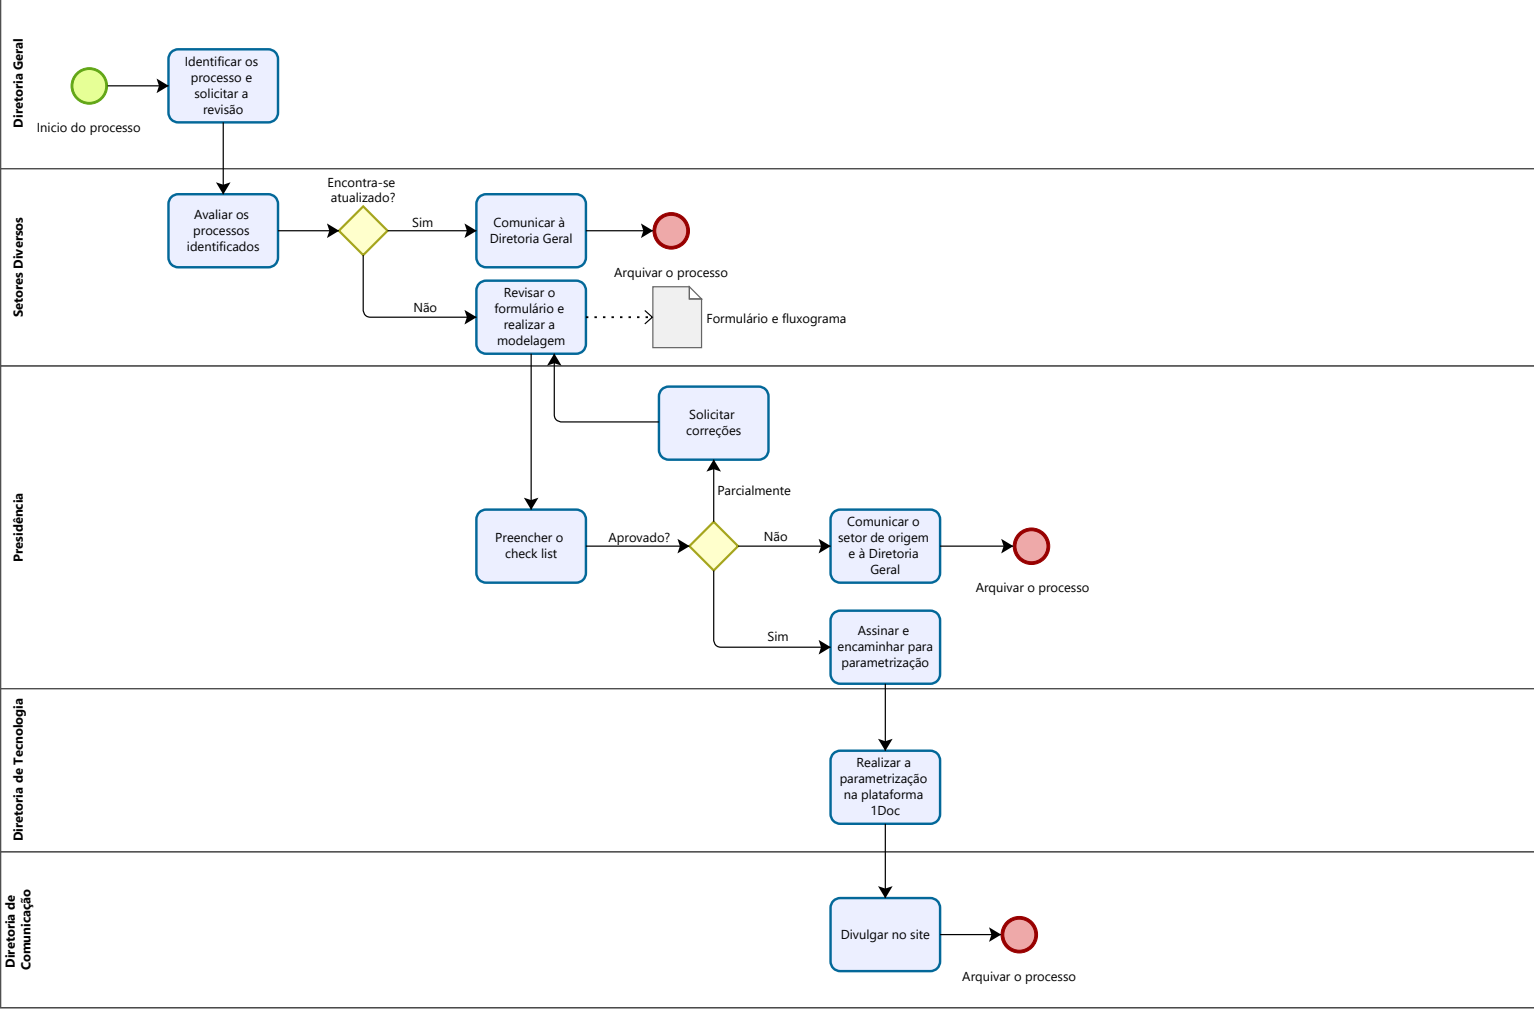 Diretoria Geral
Inicio do processo
Identificar os
processo e
solicitar a
revisão
Setores Diversos
Avaliar os
processos
identificados
Encontra-se
atualizado?
Sim
Comunicar à
Diretoria Geral
Arquivar o processo
Não
Revisar o
formulário e
realizar a
modelagem
Formulário e fluxograma
Presidência
Solicitar
correções
Parcialmente
Preencher o
check list
Aprovado?
Não
Comunicar o
setor de origem
e à Diretoria
Geral
Arquivar o processo
Sim
Assinar e
encaminhar para
parametrização
Diretoria de Tecnologia
Realizar a
parametrização
na plataforma
1Doc
Diretoria de
Comunicação
Divulgar no site
Arquivar o processo